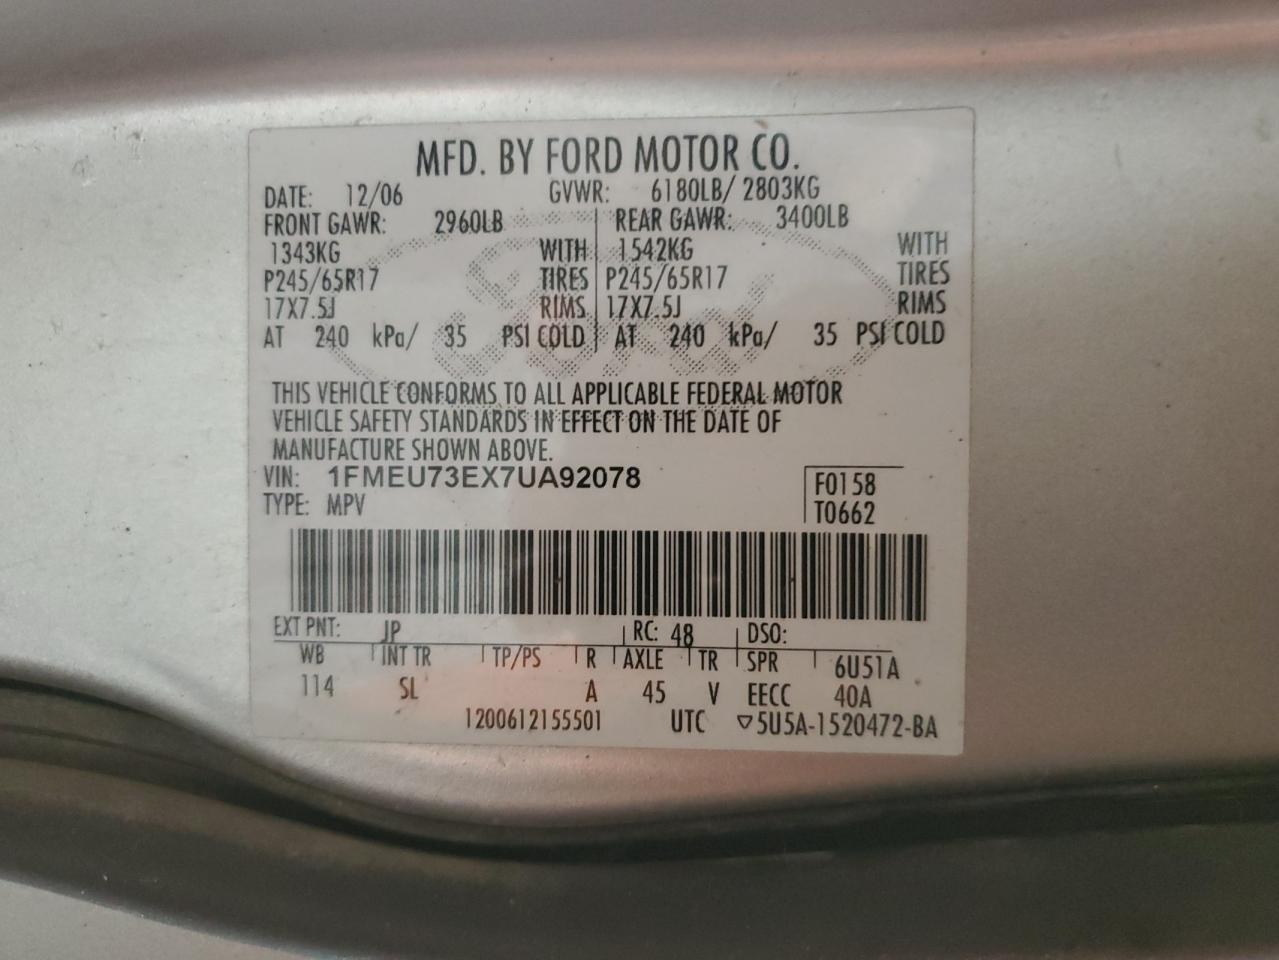 MFD. BY FORD MOTOR CO.
DATE: 12/06 GVWR: 6180LB/ 2803KG
FRONT GAWR: 2960LB REAR GAWR: 3400LB
1343KG WITH 1542KG WITH
P245/65R17 TIRES P245/65R17 TIRES
17X7.5J RIMS 17X7.5J RIMS
AT 240 kPa/ 35 PSI COLD AT 240 kPa/ 35 PSI COLD
Ford
THIS VEHICLE CONFORMS TO ALL APPLICABLE FEDERAL MOTOR
VEHICLE SAFETY STANDARDS IN EFFECT ON THE DATE OF
MANUFACTURE SHOWN ABOVE.
VIN: 1FMEU73EX7UA92078
TYPE: MPV
F0158
T0662
EXT PNT: JP RC: 48 DSO:
WB INT TR TP/PS R AXLE TR SPR 6U51A
114 SL A 45 V EECC 40A
1200612155501 UTC ▽5U5A-1520472-BA